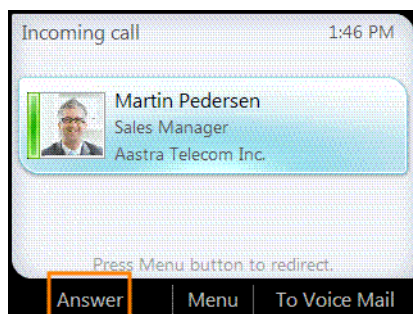 Incoming call 1:46 PM
Martin Pedersen
Sales Manager
Aastra Telecom Inc.
Press Menu button to redirect.
Answer Menu To Voice Mail